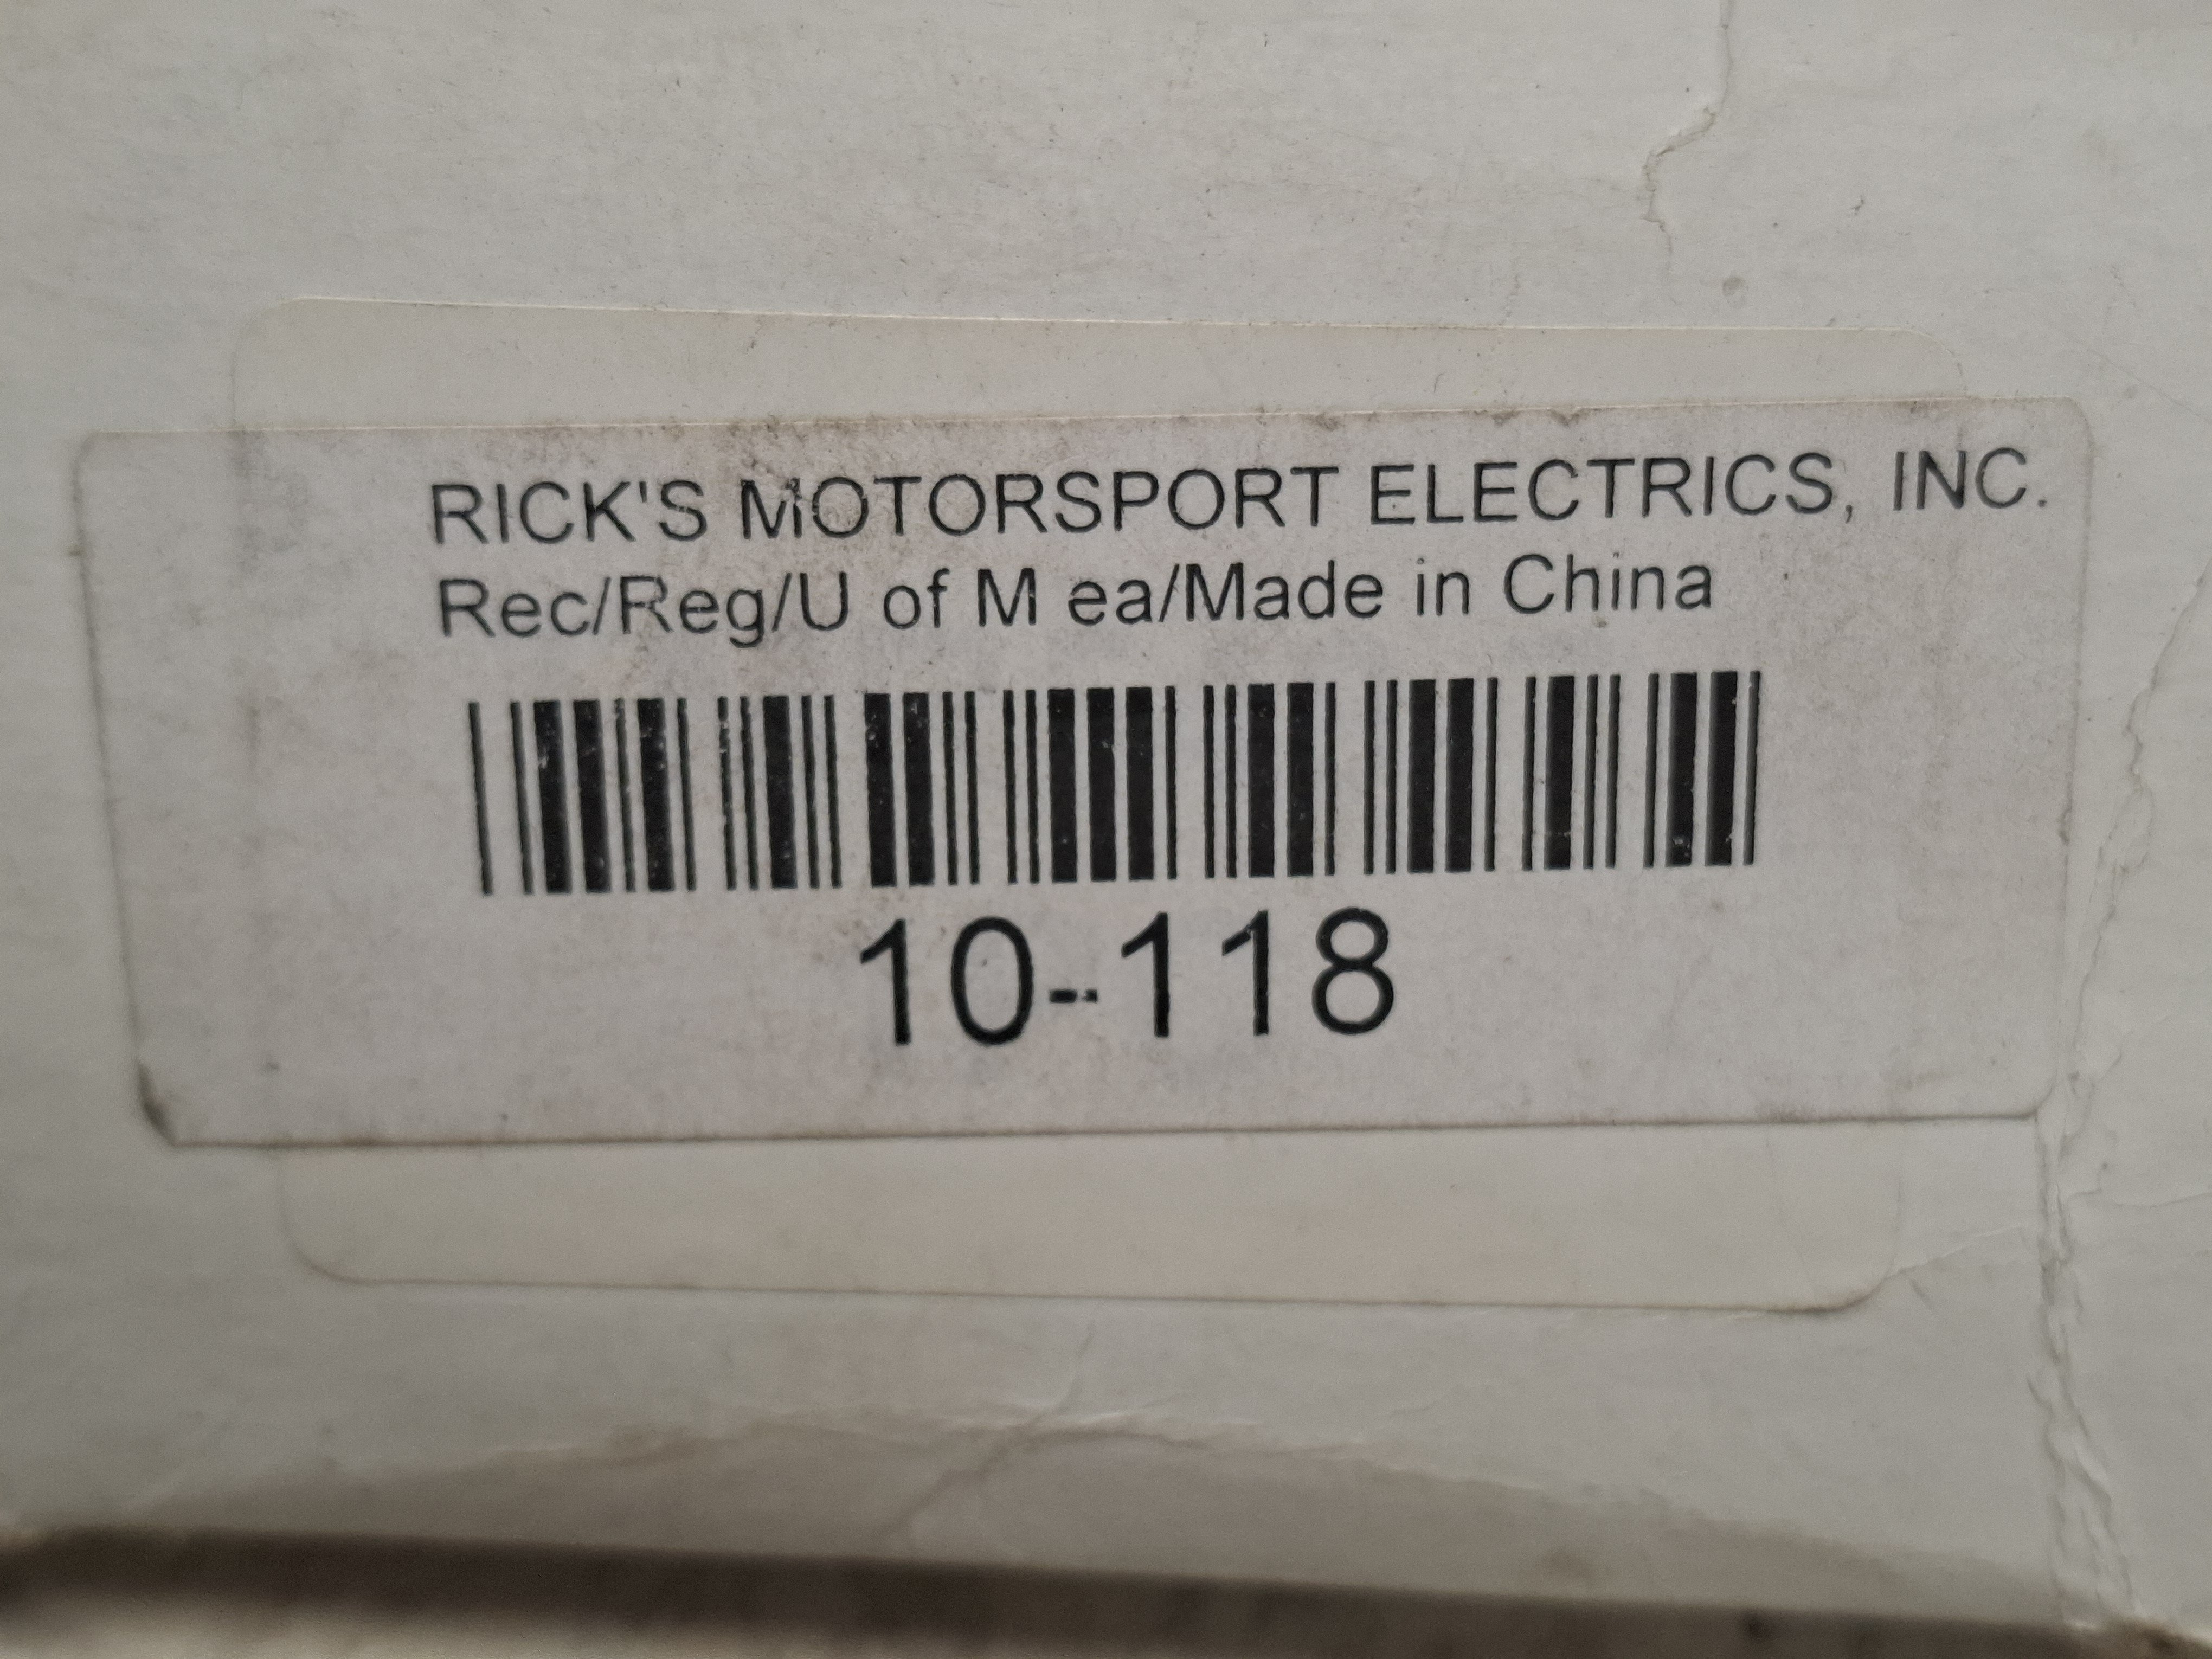 RICK'S MOTORSPORT ELECTRICS, INC.
Rec/Reg/U of M ea/Made in China
10-118